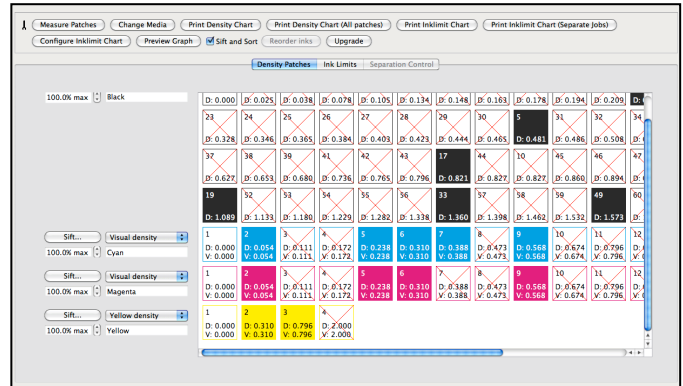 Measure Patches Change Media Print Density Chart Print Density Chart (All patches) Print Inklimit Chart Print Inklimit Chart (Separate Jobs)
Configure Inklimit Chart Preview Graph Sift and Sort Reorder inks Upgrade
Density Patches Ink Limits Separation Control
100.0% max Black
D: 0.000 D: 0.025 D: 0.038 D: 0.078 D: 0.105 D: 0.134 D: 0.148 D: 0.163 D: 0.178 D: 0.194 D: 0.209
23 24 25 26 27 28 29 30 5 31 32 34
D: 0.328 D: 0.346 D: 0.365 D: 0.384 D: 0.403 D: 0.423 D: 0.444 D: 0.465 D: 0.481 D: 0.486 D: 0.508
37 38 39 41 42 43 17 44 10 45 46 47
D: 0.627 D: 0.653 D: 0.680 D: 0.736 D: 0.765 D: 0.796 D: 0.821 D: 0.827 D: 0.827 D: 0.860 D: 0.894
19 52 53 54 55 56 33 57 58 59 49 60
D: 1.089 D: 1.133 D: 1.180 D: 1.229 D: 1.282 D: 1.338 D: 1.360 D: 1.398 D: 1.462 D: 1.532 D: 1.573
Sift... Visual density
100.0% max Cyan
1 2 3 4 5 6 7 8 9 10 11 12
D: 0.000 D: 0.054 D: 0.111 D: 0.172 D: 0.238 D: 0.310 D: 0.388 D: 0.473 D: 0.568 D: 0.674 D: 0.796
V: 0.000 V: 0.054 V: 0.111 V: 0.172 V: 0.238 V: 0.310 V: 0.388 V: 0.473 V: 0.568 V: 0.674 V: 0.796
Sift... Visual density
100.0% max Magenta
1 2 3 4 5 6 7 8 9 10 11 12
D: 0.000 D: 0.054 D: 0.111 D: 0.172 D: 0.238 D: 0.310 D: 0.388 D: 0.473 D: 0.568 D: 0.674 D: 0.796
V: 0.000 V: 0.054 V: 0.111 V: 0.172 V: 0.238 V: 0.310 V: 0.388 V: 0.473 V: 0.568 V: 0.674 V: 0.796
Sift... Yellow density
100.0% max Yellow
1 2 3 4
D: 0.000 D: 0.310 D: 0.796 D: 2.000
V: 0.000 V: 0.310 V: 0.796 V: 2.000